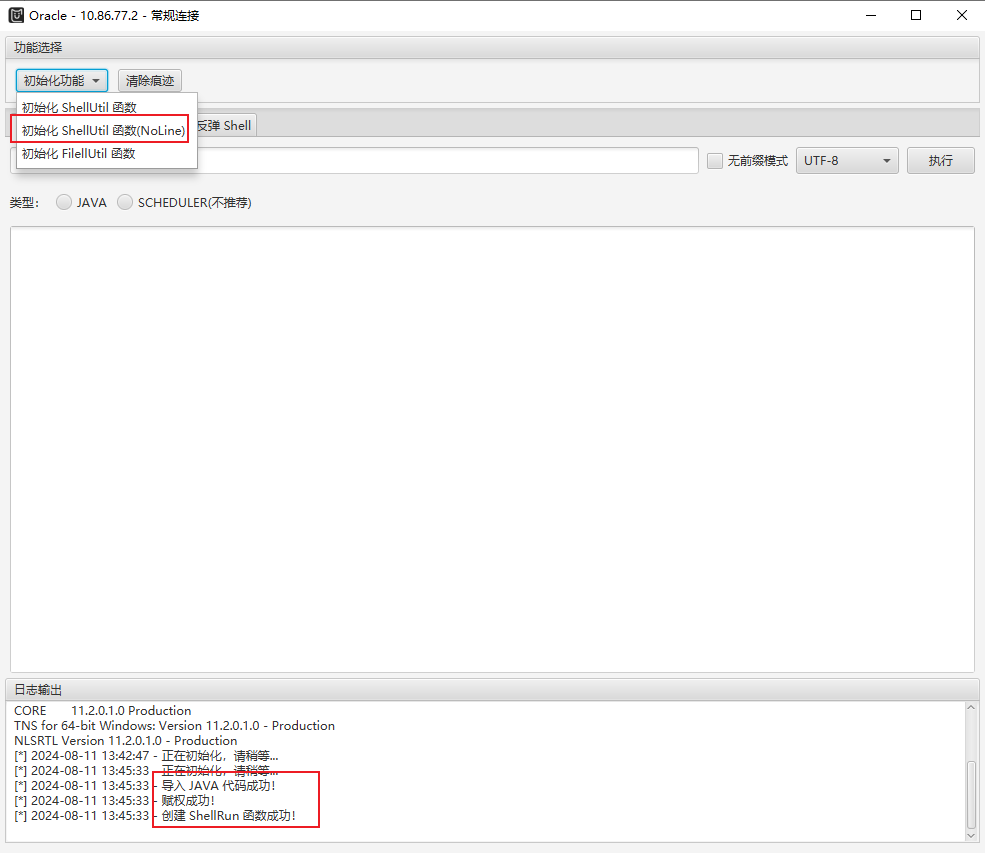 Oracle - 10.86.77.2 - 常规连接
功能选择
初始化功能 清除痕迹
初始化 ShellUtil 函数
初始化 ShellUtil 函数(NoLine) 反弹 Shell
初始化 FilellUtil 函数
无前缀模式 UTF-8 执行
类型: JAVA SCHEDULER(不推荐)
日志输出
CORE 11.2.0.1.0 Production
TNS for 64-bit Windows: Version 11.2.0.1.0 - Production
NLSRTL Version 11.2.0.1.0 - Production
[*] 2024-08-11 13:42:47 - 正在初始化, 请稍等...
[*] 2024-08-11 13:45:33 - 正在初始化, 请稍等...
[*] 2024-08-11 13:45:33 - 导入 JAVA 代码成功!
[*] 2024-08-11 13:45:33 - 赋权成功!
[*] 2024-08-11 13:45:33 - 创建 ShellRun 函数成功!